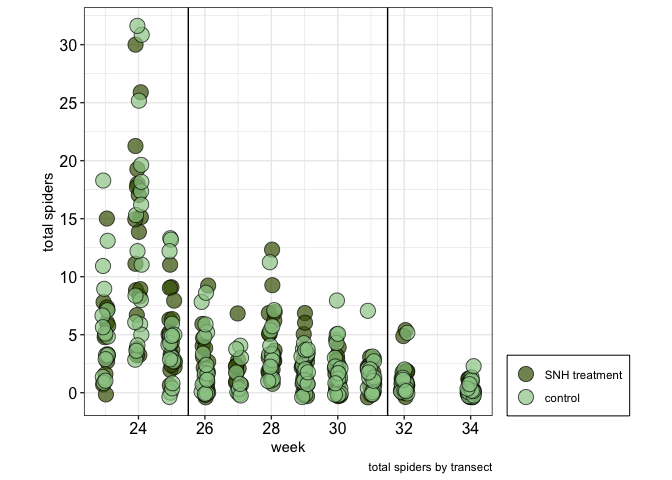 total spiders
30
25
20
15
10
5
0
24
26
28
30
32
34
week
SNH treatment
control
total spiders by transect